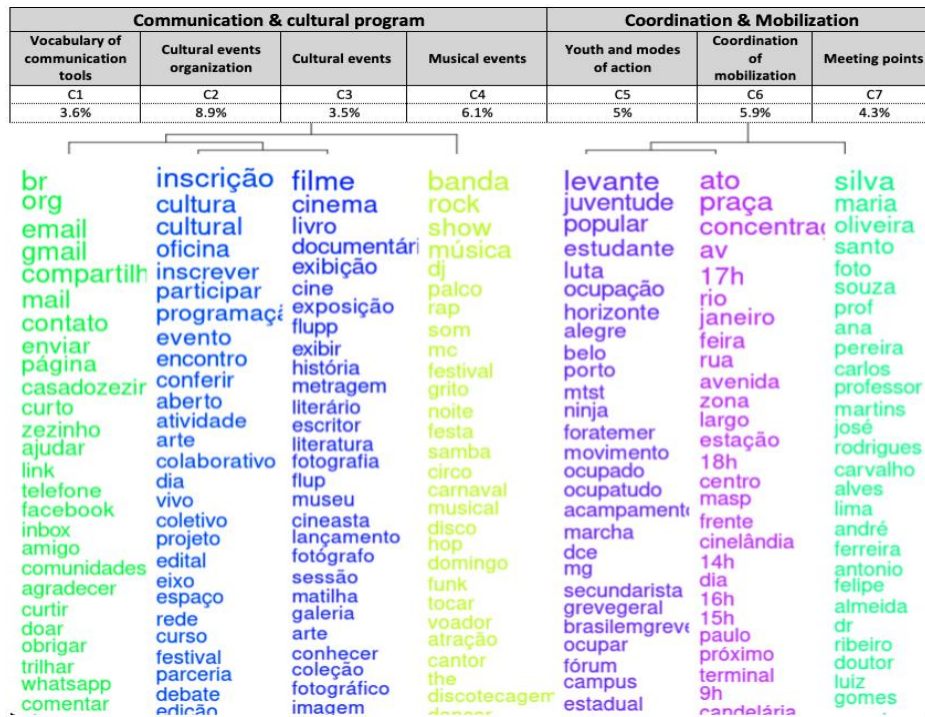 Communication & cultural program
Coordination & Mobilization
Vocabulary of
communication
tools
Cultural events
organization
Cultural events
Musical events
Youth and modes
of action
Coordination
of
mobilization
Meeting points
C1 C2 C3 C4 C5 C6 C7
3.6% 8.9% 3.5% 6.1% 5% 5.9% 4.3%
br
org
email
gmail
compartilh
mail
contato
enviar
página
casadozezir
curto
zezinho
ajudar
link
telefone
facebook
inbox
amigo
comunidades
agradecer
curtir
doar
obrigar
trilhar
whatsapp
comentar
inscrição
cultura
cultural
oficina
inscrever
participar
programaçã
evento
encontro
conferir
aberto
atividade
arte
colaborativo
dia
vivo
coletivo
projeto
edital
eixo
espaço
rede
curso
festival
parceria
debate
edição
filme
cinema
livro
documentári
exibição
cine
exposição
flupp
exibir
história
metragem
literário
escritor
literatura
fotografia
flup
museu
cineasta
lançamento
fotógrafo
sessão
matilha
galeria
arte
conhecer
coleção
fotográfico
imagem
banda
rock
show
música
dj
palco
rap
som
mc
festival
grito
noite
festa
samba
circo
carnaval
musical
disco
hop
domingo
funk
tocar
voador
atração
cantor
the
discotecagem
levante
juventude
popular
estudante
luta
ocupação
horizonte
alegre
belo
porto
mtst
ninja
foratemer
movimento
ocupado
ocupatudo
acampament
marcha
dce
mg
secundarista
grevegeral
brasilemgreve
ocupar
fórum
campus
estadual
ato
praça
concentraç
av
17h
rio
janeiro
feira
rua
avenida
zona
largo
estação
18h
centro
masp
frente
cinelândia
14h
dia
16h
15h
paulo
próximo
terminal
9h
candelária
silva
maria
oliveira
santo
foto
souza
prof
ana
pereira
carlos
professor
martins
josé
rodrigues
carvalho
alves
lima
andré
ferreira
antonio
felipe
almeida
dr
ribeiro
doutor
luiz
gomes